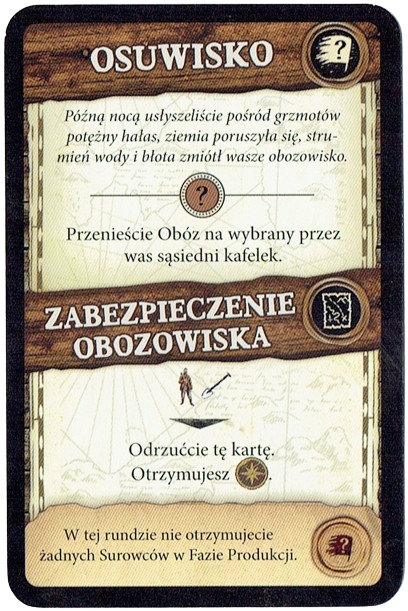 OSUWISKO
?
Późną nocą usłyszeliście pośród grzmotów
potężny hałas, ziemia poruszyła się, stru-
mień wody i błota zmiótł wasze obozowisko.
?
Przenieście Obóz na wybrany przez
was sąsiedni kafelek.
ZABEZPIECZENIE
OBOZOWISKA
Odrzućcie tę kartę.
Otrzymujesz .
W tej rundzie nie otrzymujecie
żadnych Surowców w Fazie Produkcji.
?